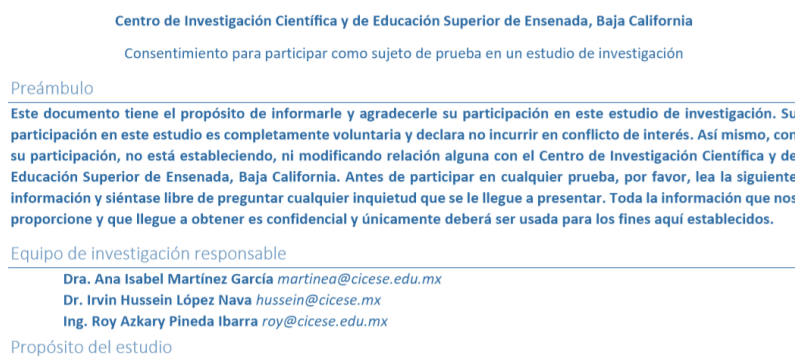 Centro de Investigación Científica y de Educación Superior de Ensenada, Baja California
Consentimiento para participar como sujeto de prueba en un estudio de investigación
Preámbulo
Este documento tiene el propósito de informarle y agradecerle su participación en este estudio de investigación. Su
participación en este estudio es completamente voluntaria y declara no incurrir en conflicto de interés. Así mismo, con
su participación, no está estableciendo, ni modificando relación alguna con el Centro de Investigación Científica y de
Educación Superior de Ensenada, Baja California. Antes de participar en cualquier prueba, por favor, lea la siguiente
información y siéntase libre de preguntar cualquier inquietud que se le llegue a presentar. Toda la información que nos
proporcione y que llegue a obtener es confidencial y únicamente deberá ser usada para los fines aquí establecidos.
Equipo de investigación responsable
Dra. Ana Isabel Martínez García martinea@cicese.edu.mx
Dr. Irvin Hussein López Nava hussein@cicese.mx
Ing. Roy Azkary Pineda Ibarra roy@cicese.edu.mx
Propósito del estudio